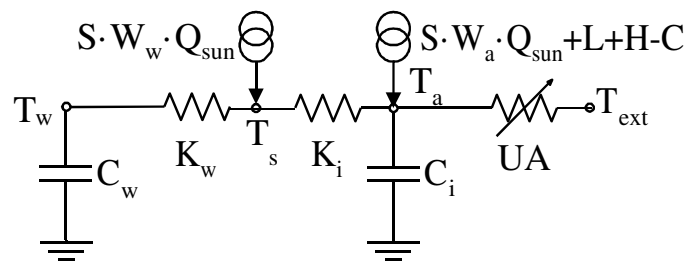 S·W_w·Q_sun
S·W_a·Q_sun+L+H-C
T_w
T_s
T_a
T_ext
K_w
K_i
UA
C_w
C_i